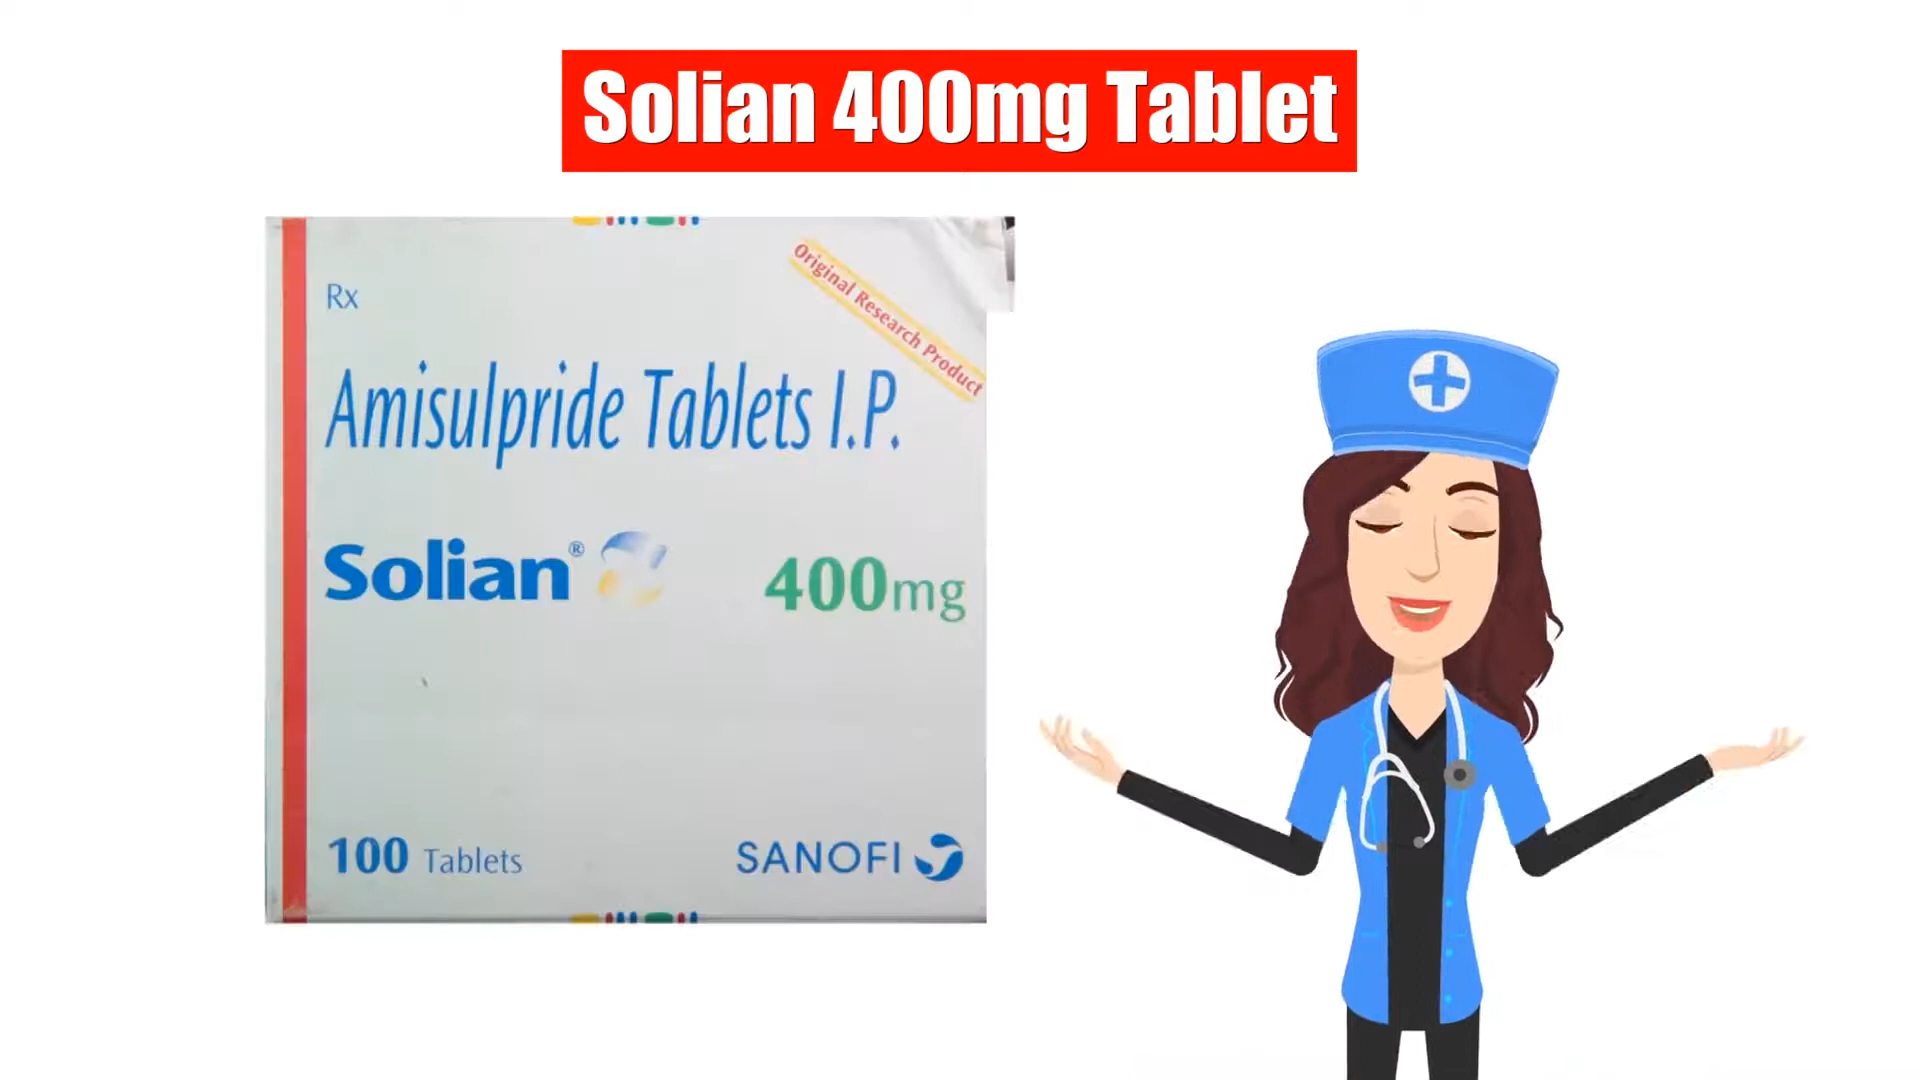 Solian 400mg Tablet
Original Research Product
Rx
Amisulpride Tablets I.P.
Solian®
400mg
100 Tablets
SANOFI